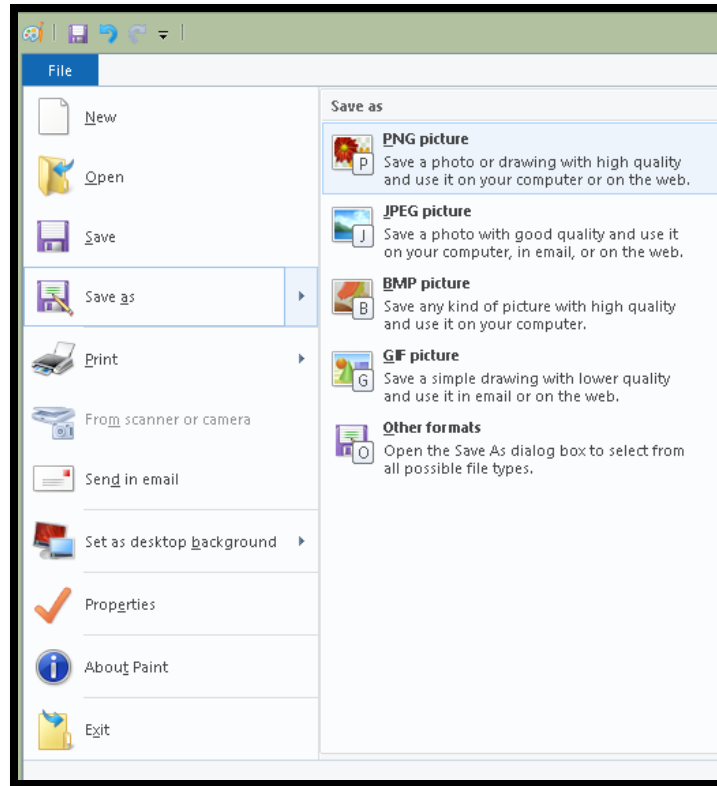 File
New
Open
Save
Save as
Print
From scanner or camera
Send in email
Set as desktop background
Properties
About Paint
Exit
Save as
PNG picture
P
Save a photo or drawing with high quality
and use it on your computer or on the web.
JPEG picture
J
Save a photo with good quality and use it
on your computer, in email, or on the web.
BMP picture
B
Save any kind of picture with high quality
and use it on your computer.
GIF picture
G
Save a simple drawing with lower quality
and use it in email or on the web.
Other formats
O
Open the Save As dialog box to select from
all possible file types.